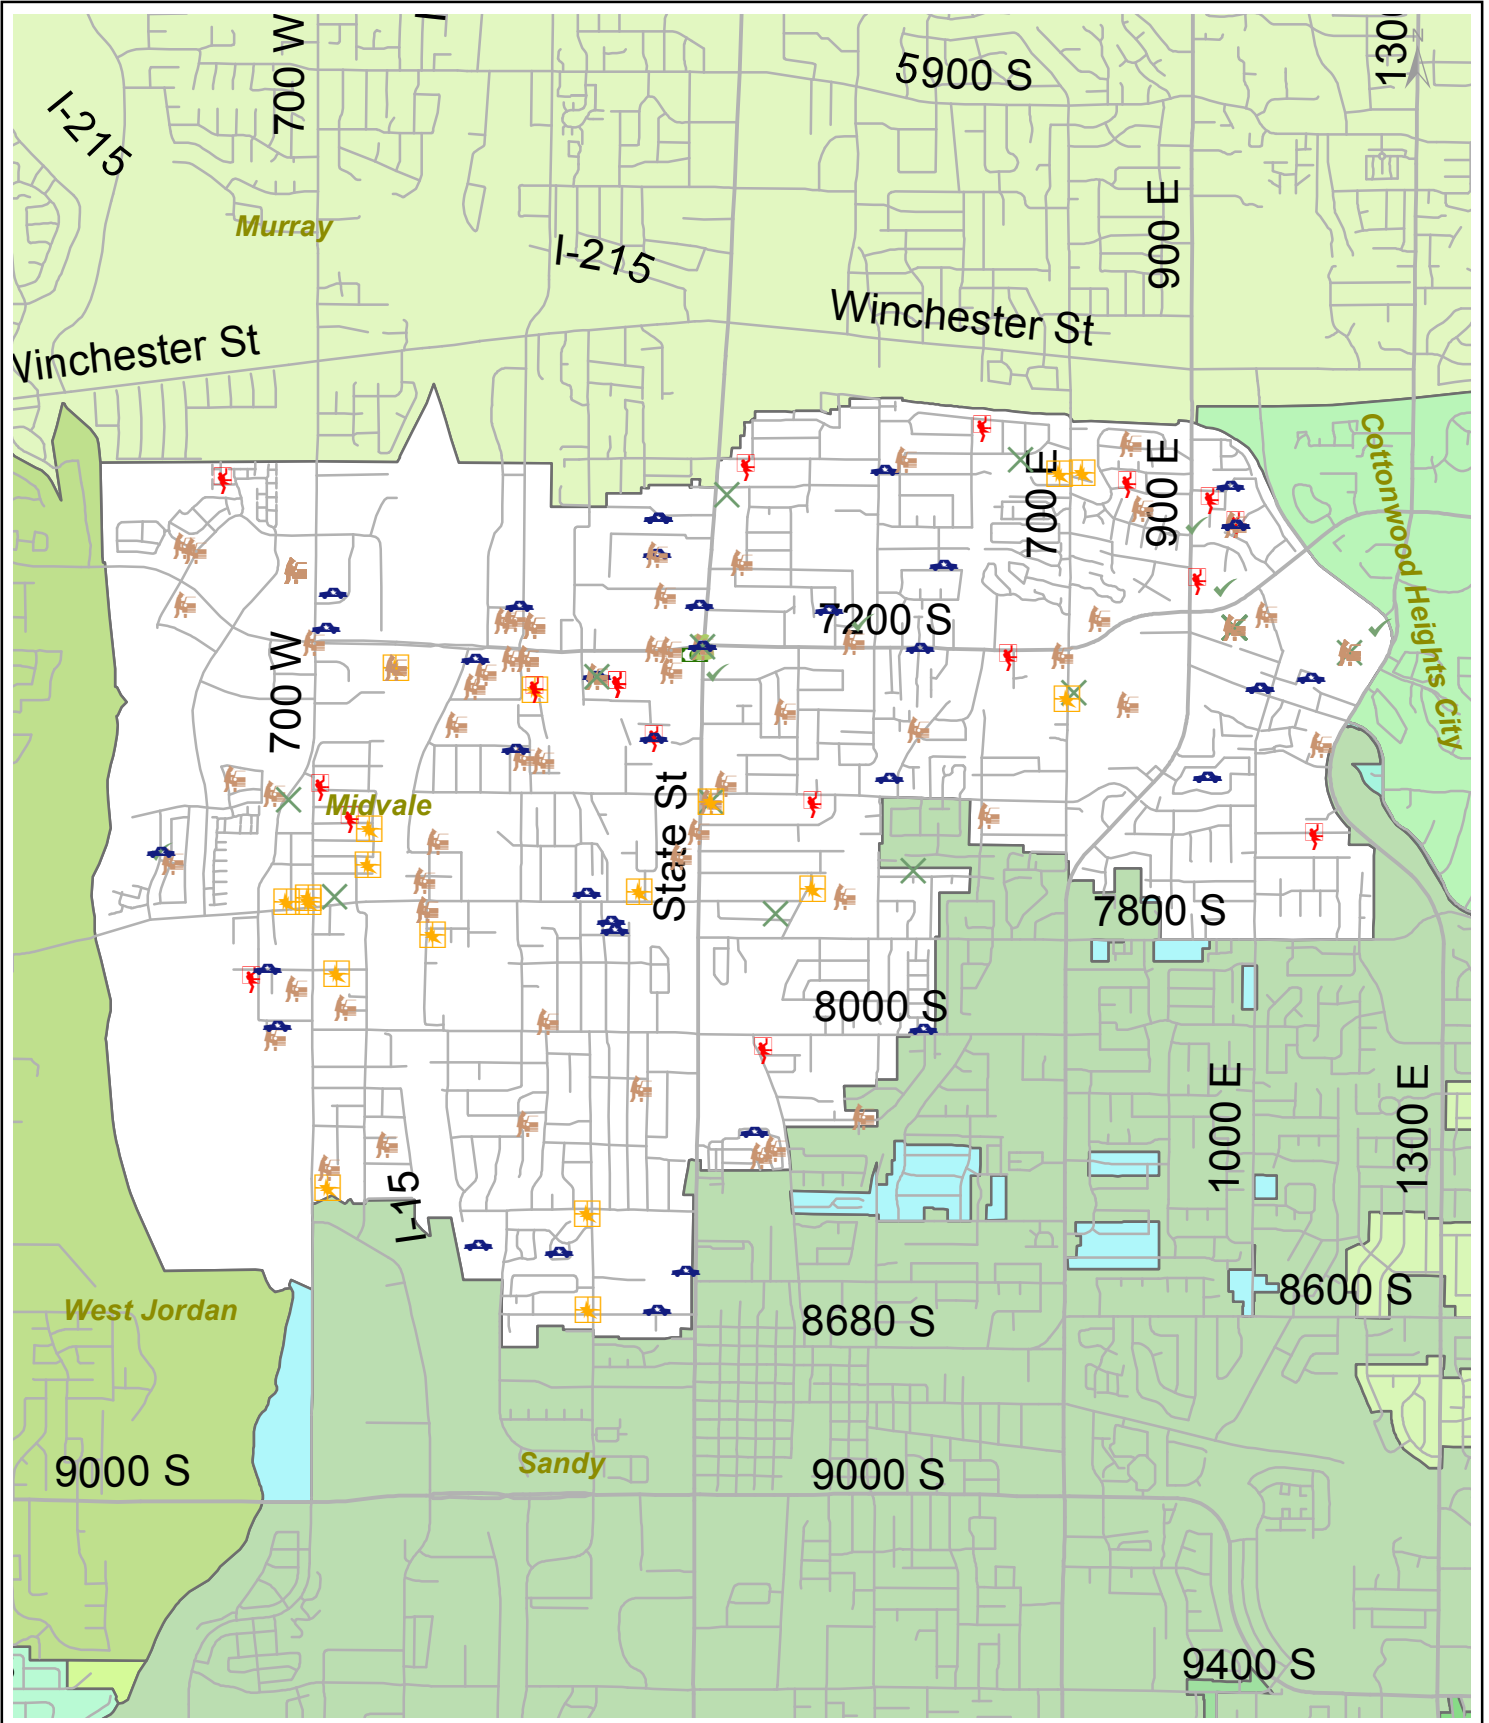 700 W
1300
5900 S
I-215
900 E
Murray
I-215
Winchester St
Winchester St
Cottonwood Heights City
700 E
900 E
7200 S
700 W
Midvale
State St
7800 S
8000 S
1000 E
1300 E
I-15
West Jordan
8600 S
8680 S
Sandy
9000 S
9000 S
9400 S